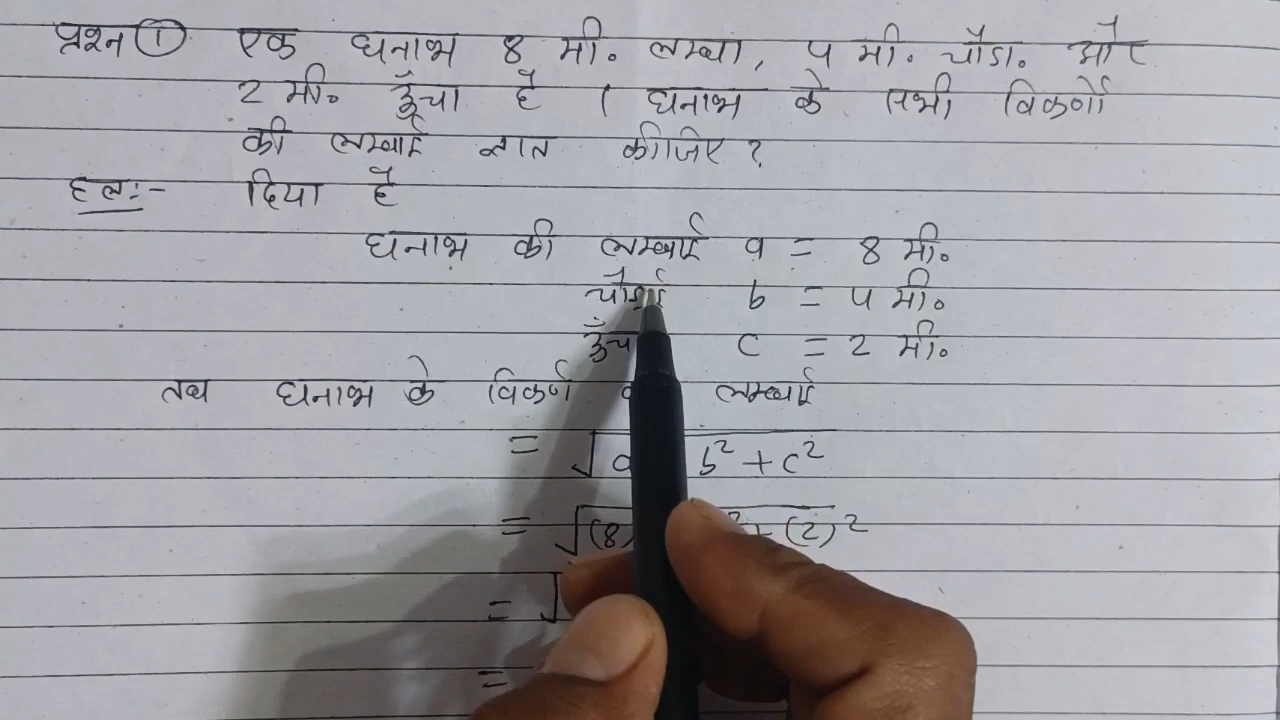 प्रश्न ① एक घनाभ 8 मी. लम्बा, 4 मी. चौडा. और
2 मी. ऊँचा है । घनाभ के सभी विकर्णो
की लम्बाई ज्ञात कीजिए ?
हल:- दिया है
घनाभ की लम्बाई a = 8 मी.
चौडाई b = 4 मी.
c = 2 मी.
तब घनाभ के विकर्ण लम्बाई
= √ b² + c²
= √(8) ² + (2)²
= √
=